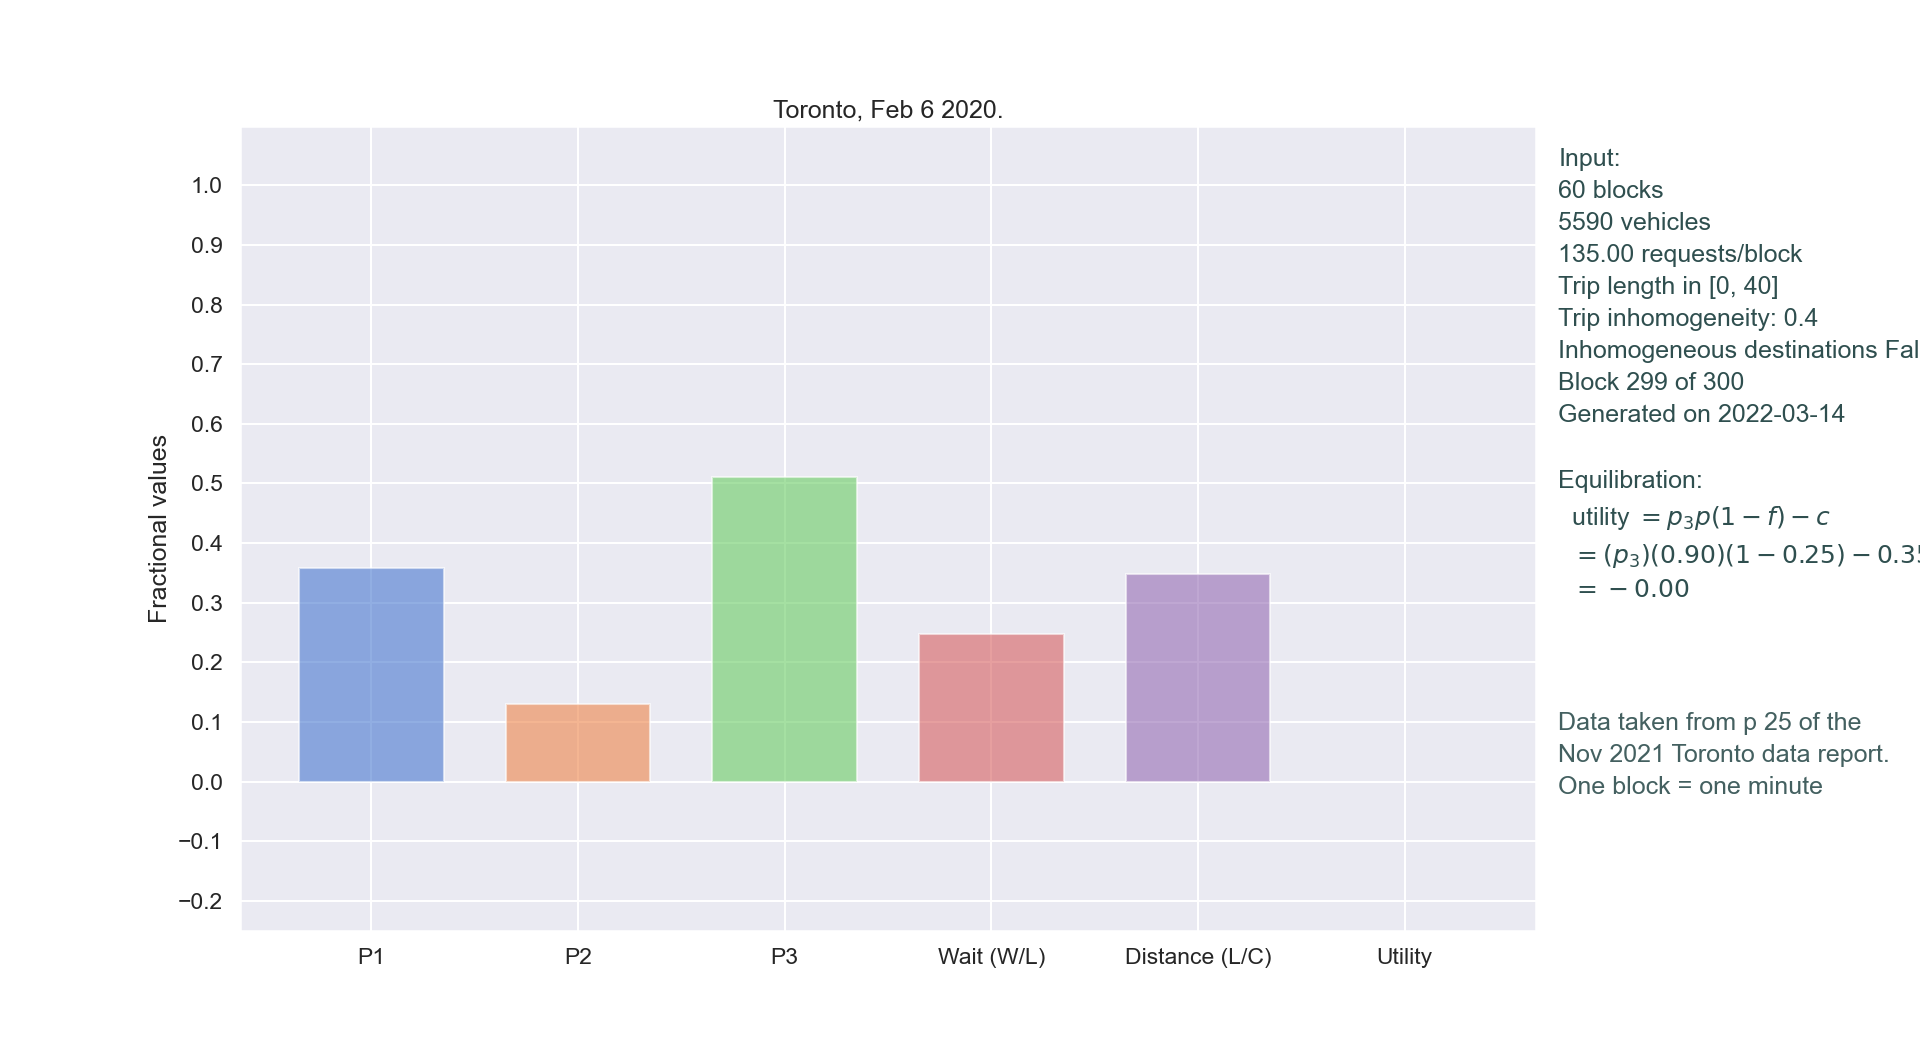 Toronto, Feb 6 2020.
Fractional values
1.0
0.9
0.8
0.7
0.6
0.5
0.4
0.3
0.2
0.1
0.0
−0.1
−0.2
P1 P2 P3 Wait (W/L) Distance (L/C) Utility
Input:
60 blocks
5590 vehicles
135.00 requests/block
Trip length in [0, 40]
Trip inhomogeneity: 0.4
Inhomogeneous destinations Fal
Block 299 of 300
Generated on 2022-03-14
Equilibration:
utility = p₃p(1 − f) − c
= (p₃)(0.90)(1 − 0.25) − 0.35
= − 0.00
Data taken from p 25 of the
Nov 2021 Toronto data report.
One block = one minute